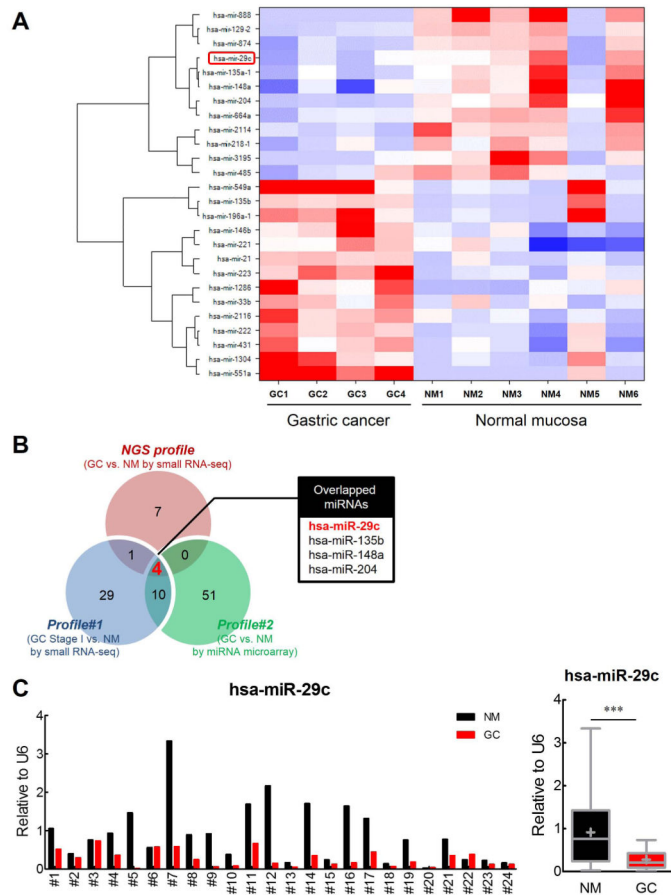 A
hsa-mir-888
hsa-mir-129-2
hsa-mir-874
hsa-mir-29c
hsa-mir-135a-1
hsa-mir-148a
hsa-mir-204
hsa-mir-664a
hsa-mir-2114
hsa-mir-218-1
hsa-mir-3195
hsa-mir-485
hsa-mir-549a
hsa-mir-135b
hsa-mir-196a-1
hsa-mir-146b
hsa-mir-221
hsa-mir-21
hsa-mir-223
hsa-mir-1286
hsa-mir-33b
hsa-mir-2116
hsa-mir-222
hsa-mir-431
hsa-mir-1304
hsa-mir-551a
GC1 GC2 GC3 GC4 NM1 NM2 NM3 NM4 NM5 NM6
Gastric cancer Normal mucosa
B
NGS profile
(GC vs. NM by small RNA-seq)
7
1 0
4
29 10 51
Profile#1
(GC Stage I vs. NM
by small RNA-seq)
Profile#2
(GC vs. NM
by miRNA microarray)
Overlapped
miRNAs
hsa-miR-29c
hsa-miR-135b
hsa-miR-148a
hsa-miR-204
C
hsa-miR-29c
Relative to U6
4
3
2
1
0
NM
GC
#1 #2 #3 #4 #5 #6 #7 #8 #9 #10 #11 #12 #13 #14 #15 #16 #17 #18 #19 #20 #21 #22 #23 #24
hsa-miR-29c
Relative to U6
4
3
2
1
0
***
NM GC